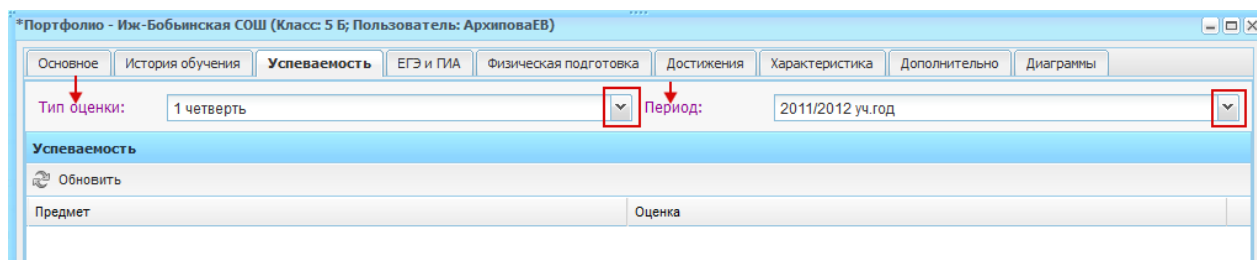 *Портфолио - Иж-Бобьинская СОШ (Класс: 5 Б; Пользователь: АрхиповаЕВ)
Основное История обучения Успеваемость ЕГЭ и ГИА Физическая подготовка Достижения Характеристика Дополнительно Диаграммы
Тип оценки: 1 четверть Период: 2011/2012 уч.год
Успеваемость
Обновить
Предмет Оценка